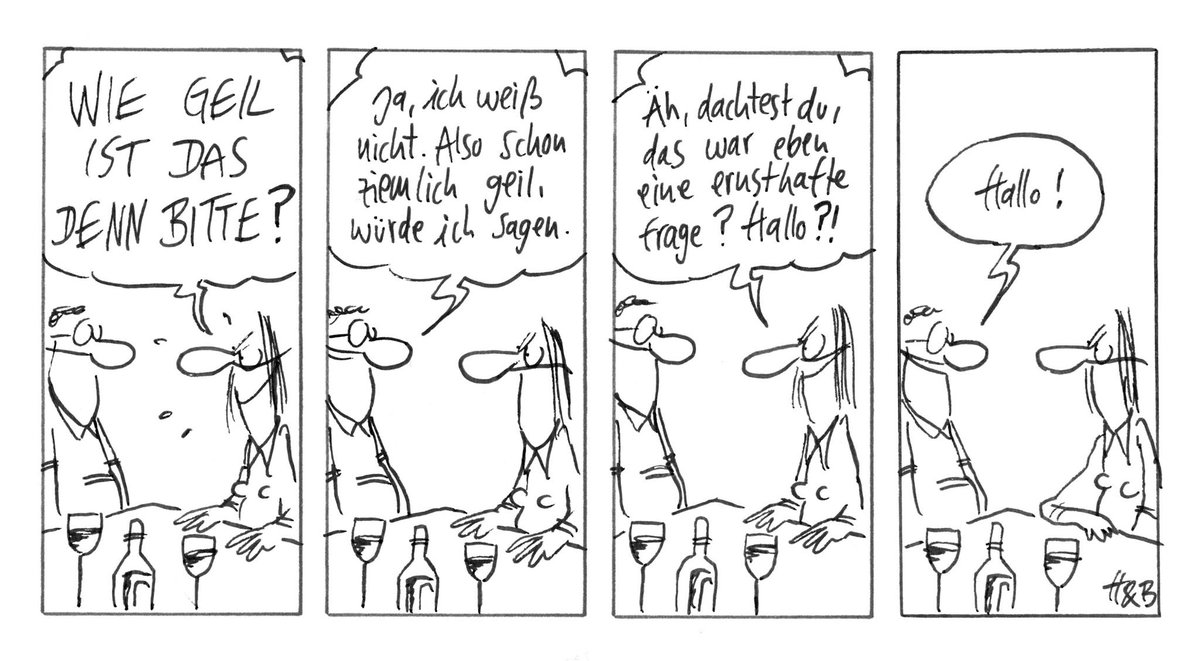 WIE GEIL
IST DAS
DENN BITTE?
Ja, ich weiß
nicht. Also schon
ziemlich geil,
würde ich sagen.
Äh, dachtest du,
das war eben
eine ernsthafte
Frage? Hallo?!
Hallo!
H&B